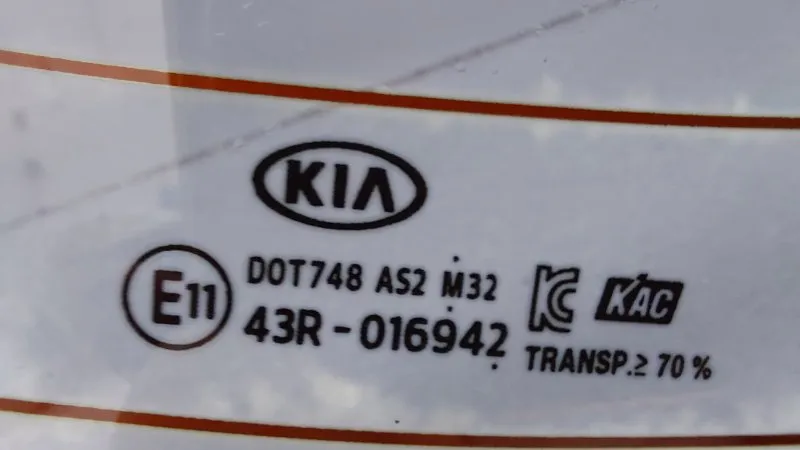 KIA
E11
DOT748 AS2 M32
43R-016942
KC KAC
TRANSP.≥ 70%